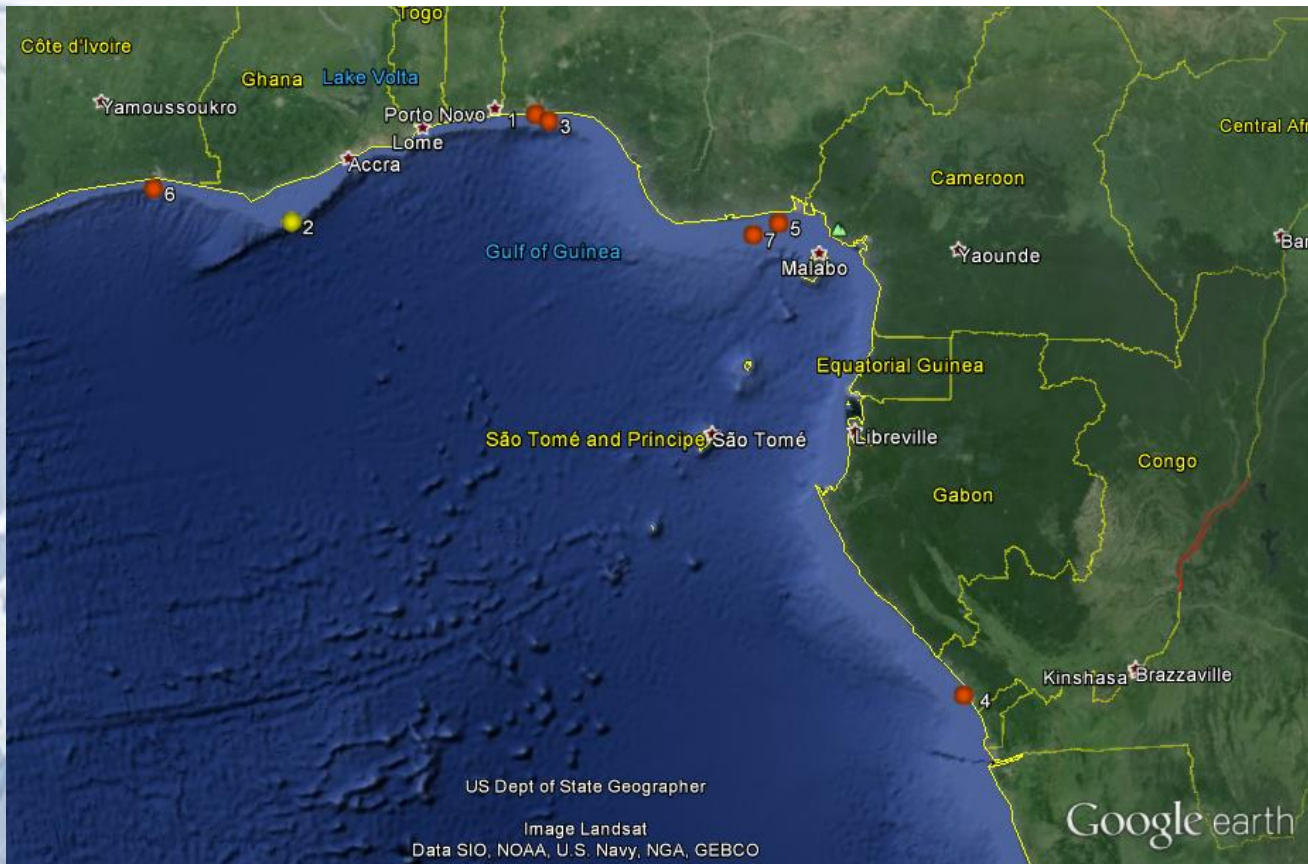 Togo
Côte d'Ivoire
Ghana
Lake Volta
Yamoussoukro
Porto Novo
1
3
Lome
Accra
Central Afr
Cameroon
6
2
5
7
Gulf of Guinea
Malabo
Yaounde
Ban
Equatorial Guinea
São Tomé and Príncipe
São Tomé
Libreville
Congo
Gabon
Kinshasa
Brazzaville
4
US Dept of State Geographer
Image Landsat
Data SIO, NOAA, U.S. Navy, NGA, GEBCO
Google earth